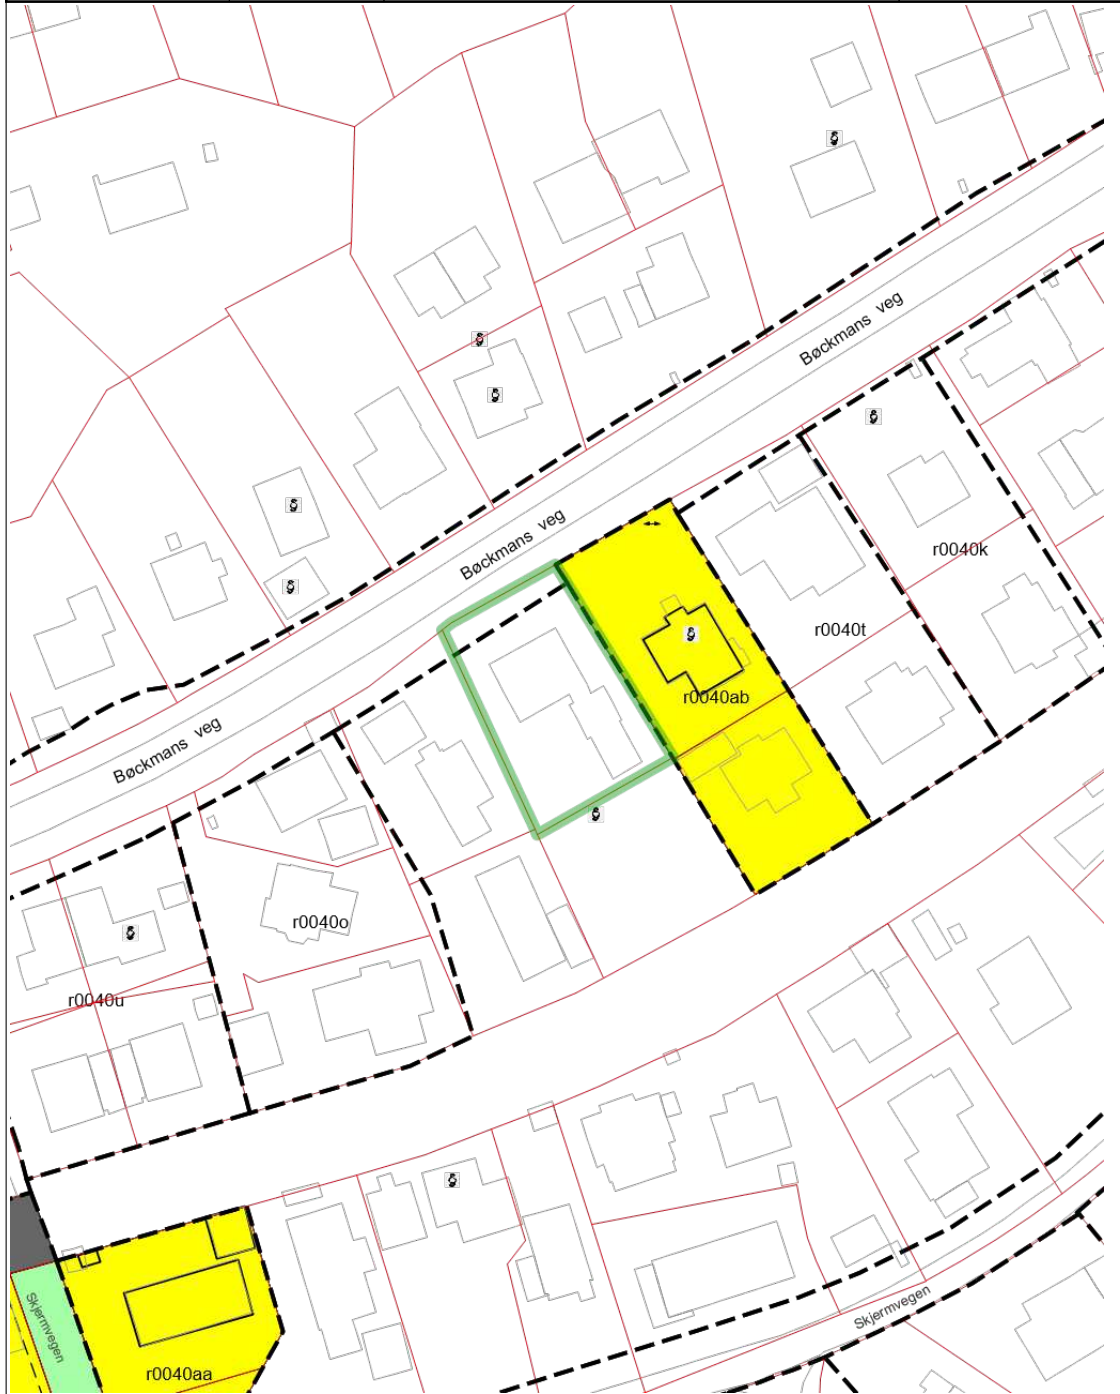 Bøckmans veg
Bøckmans veg
r0040k
r0040t
r0040ab
Bøckmans veg
r0040o
r0040u
Skjermvegen
Skjermvegen
r0040aa